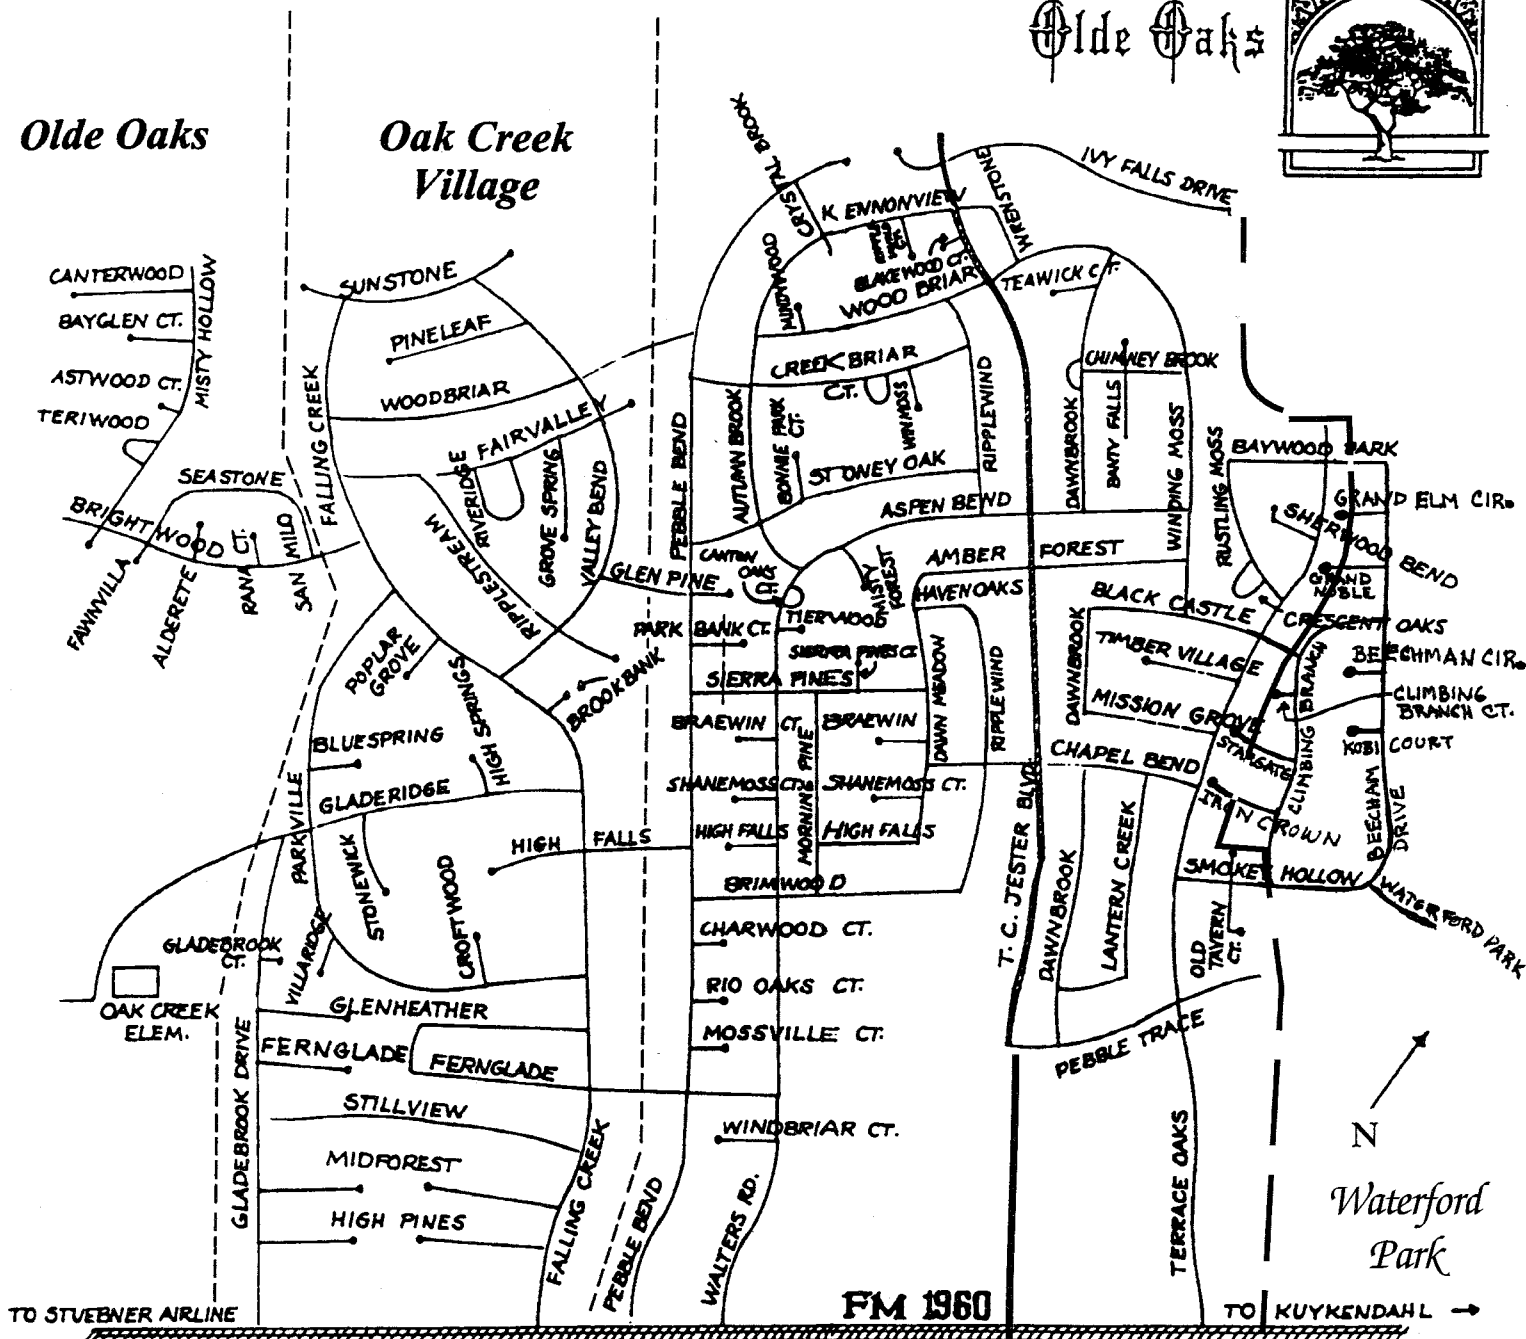 Olde Oaks
Olde Oaks
Oak Creek
Village
CRYSTAL BROOK
IVY FALLS DRIVE
KENNONVIEW
WRENSTONE
CANTERWOOD
MISTY HOLLOW
SUNSTONE
BLAKEWOOD CT.
TEAWICK CT.
WOOD BRIAR
BAYGLEN CT.
PINELEAF
CREEKBRIAR
CT.
CHIMNEY BROOK
ASTWOOD CT.
WOODBRIAR
FALLING CREEK
TERIWOOD
FAIRVALLEY
PEBBLE BEND
AUTUMN BROOK
BONNIE PARK
CT.
WINMOSS
RIPPLEWIND
DAWNBROOK
BANTY FALLS
WINDING MOSS
RUSTLING MOSS
BAYWOOD PARK
SEASTONE
RIVERIDGE
GROVE SPRING
VALLEY BEND
STONEY OAK
GRAND ELM CIR.
BRIGHTWOOD
RIPPLESTREAM
ASPEN BEND
SHERWOOD BEND
RANA CT.
SAN MILO
CANYON
OAKS
AMBER FOREST
MISTY
FOREST
GLEN PINE
HAVENOAKS
BLACK CASTLE
GRAND
NOBLE
FAWNVILLA
ALDERETE
PARK BANK CT.
TIERWOOD
CRESCENT OAKS
POPLAR
GROVE
SIERRA PINES CT.
DAWN MEADOW
RIPPLEWIND
DAWNBROOK
TIMBER VILLAGE
BEECHMAN CIR.
BROOKBANK
SIERRA PINES
HIGH SPRINGS
MISSION GROVE
CLIMBING BRANCH
CLIMBING
BRANCH CT.
BRAEWIN CT.
BRAEWIN
STARGATE
KOBI COURT
BLUESPRING
CHAPEL BEND
SHANEMOSS CT.
MORNING PINE
SHANEMOSS CT.
BEECHAM
DRIVE
PARKVILLE
GLADERIDGE
IRON CROWN
HIGH FALLS
HIGH FALLS
HIGH FALLS
T. C. JESTER BLVD.
STONEWICK
CROFTWOOD
BRIMWOOD
DAWNBROOK
LANTERN CREEK
SMOKEY HOLLOW
WATERFORD PARK
CHARWOOD CT.
OLD
TAVERN
CT.
GLADEBROOK
CT.
VILLARIDGE
RIO OAKS CT.
OAK CREEK
ELEM.
GLENHEATHER
MOSSVILLE CT.
PEBBLE TRACE
FERNGLADE
FERNGLADE
GLADEBROOK DRIVE
STILLVIEW
WINDBRIAR CT.
MIDFOREST
FALLING CREEK
PEBBLE BEND
WALTERS RD.
TERRACE OAKS
N
HIGH PINES
Waterford
Park
TO STUEBNER AIRLINE
FM 1960
TO KUYKENDAHL